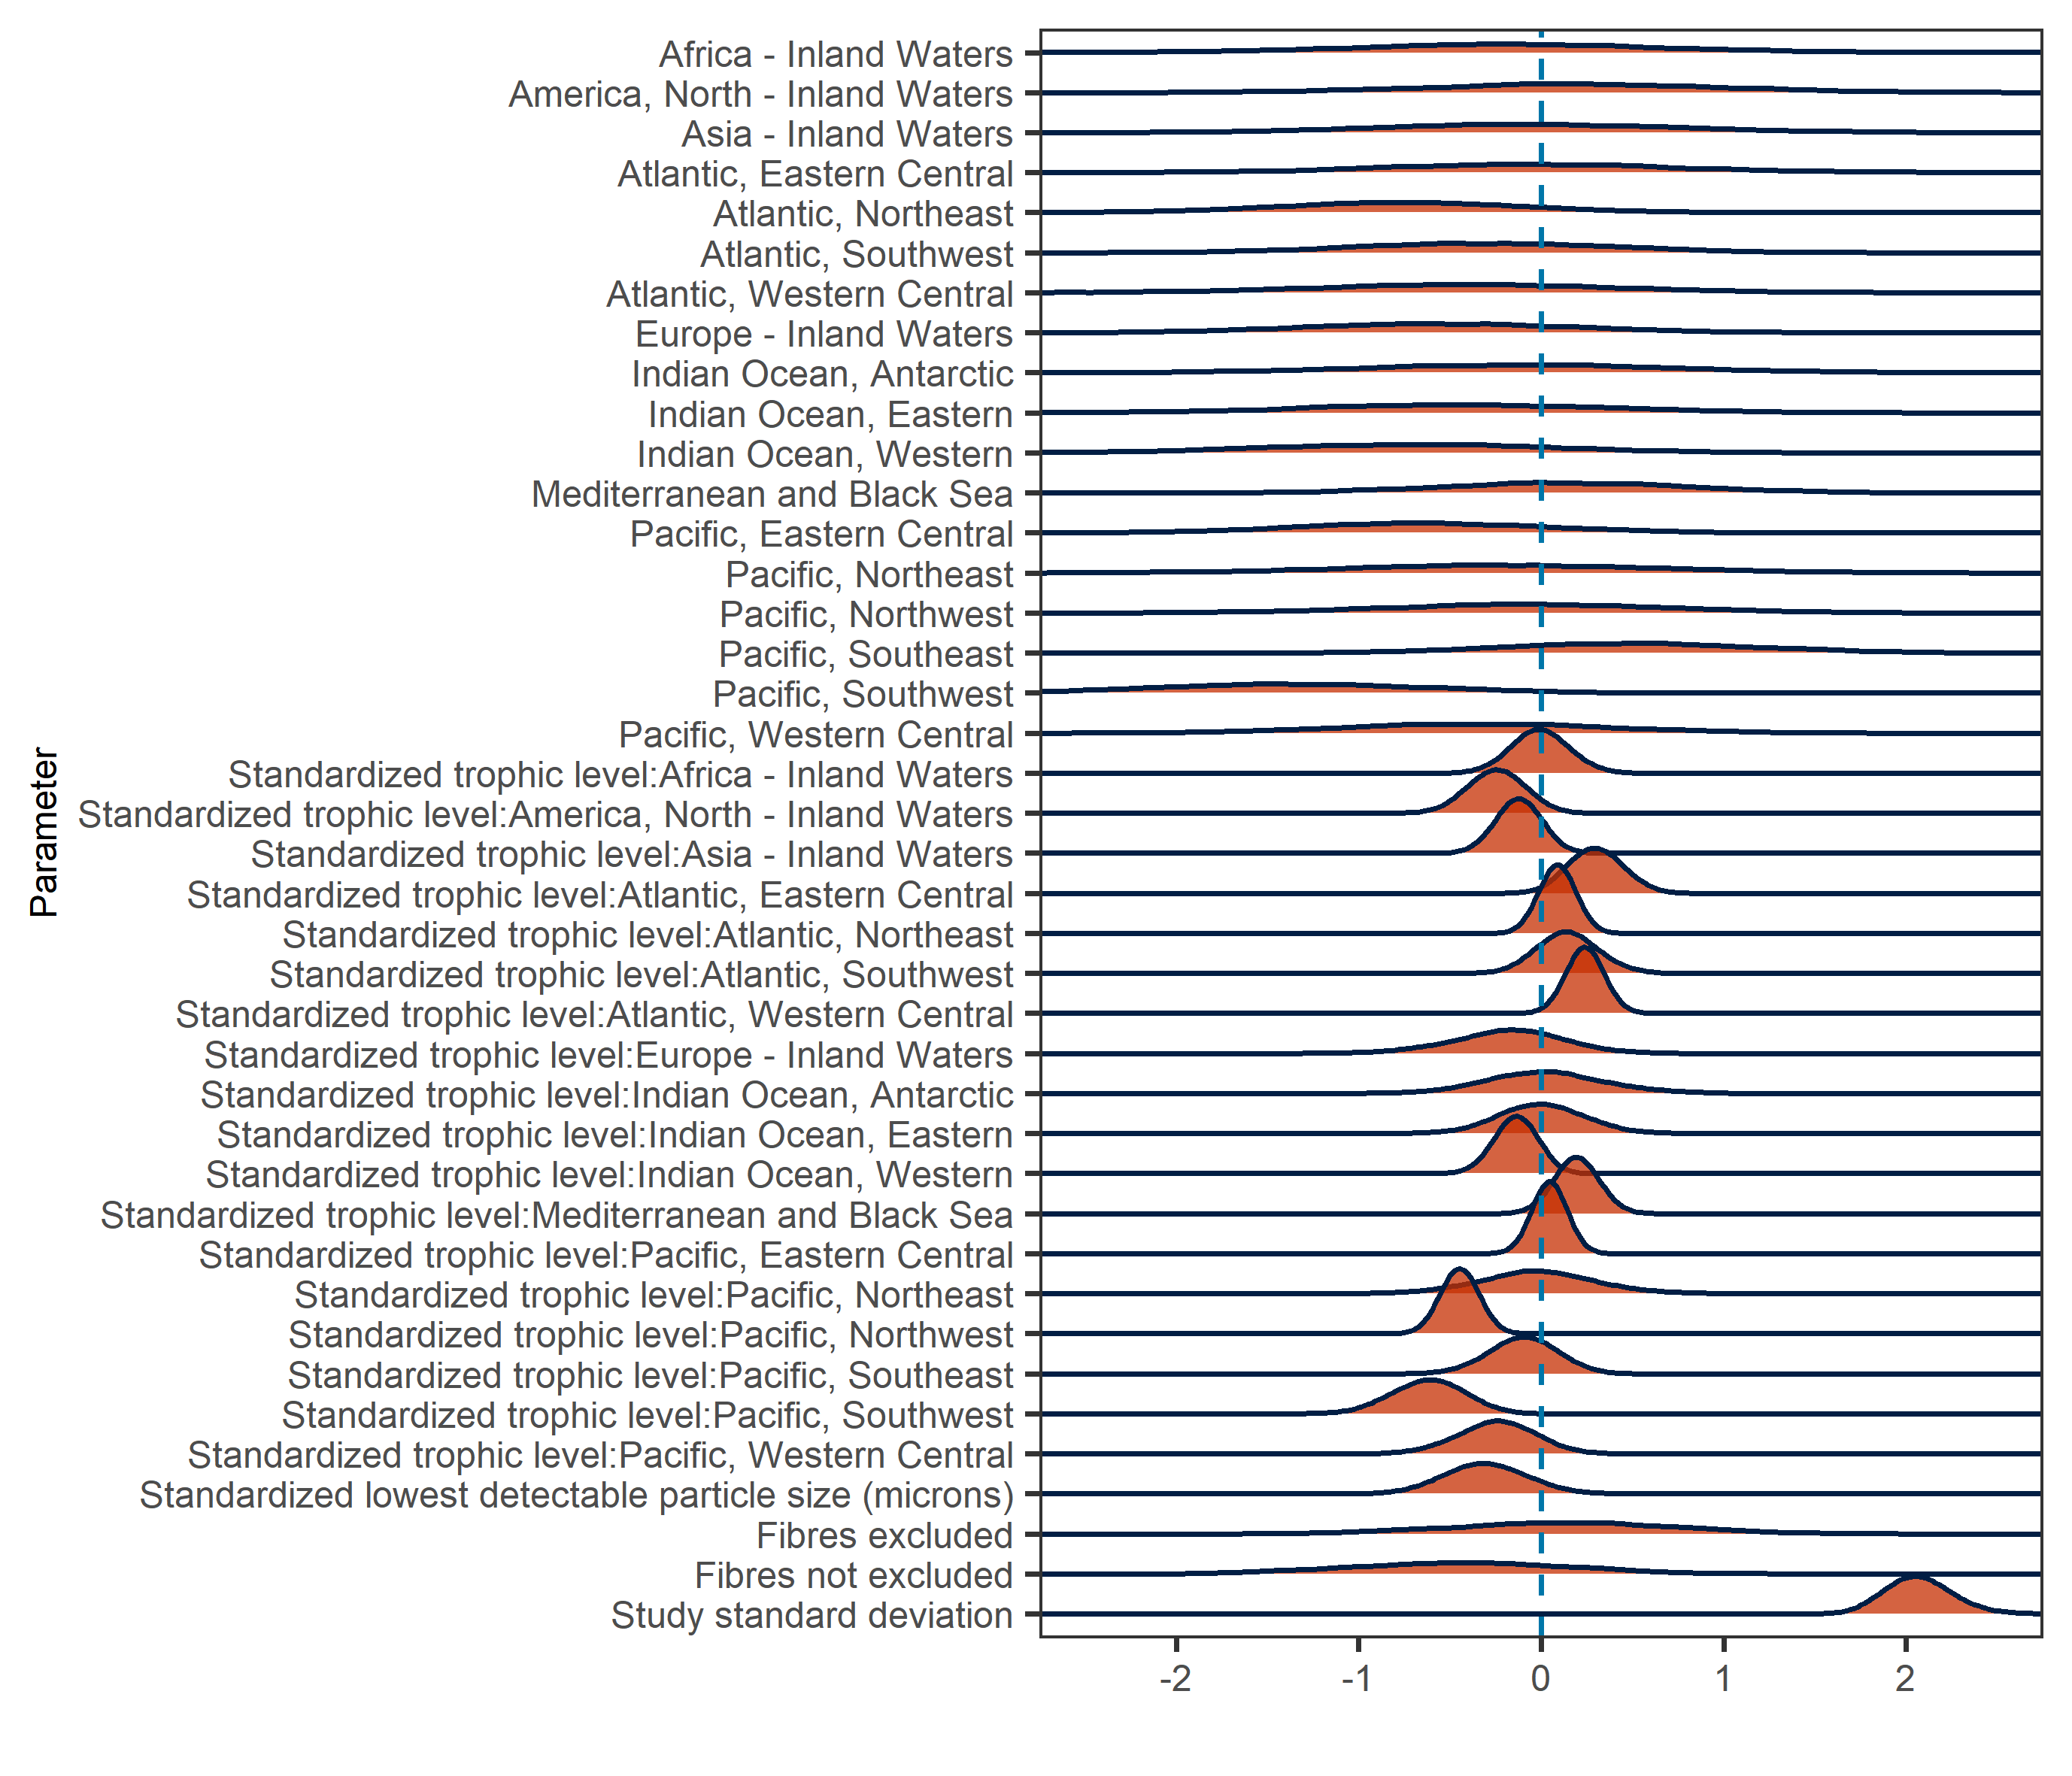 Africa - Inland Waters
America, North - Inland Waters
Asia - Inland Waters
Atlantic, Eastern Central
Atlantic, Northeast
Atlantic, Southwest
Atlantic, Western Central
Europe - Inland Waters
Indian Ocean, Antarctic
Indian Ocean, Eastern
Indian Ocean, Western
Mediterranean and Black Sea
Pacific, Eastern Central
Pacific, Northeast
Pacific, Northwest
Pacific, Southeast
Pacific, Southwest
Pacific, Western Central
Standardized trophic level:Africa - Inland Waters
Standardized trophic level:America, North - Inland Waters
Standardized trophic level:Asia - Inland Waters
Standardized trophic level:Atlantic, Eastern Central
Standardized trophic level:Atlantic, Northeast
Standardized trophic level:Atlantic, Southwest
Standardized trophic level:Atlantic, Western Central
Standardized trophic level:Europe - Inland Waters
Standardized trophic level:Indian Ocean, Antarctic
Standardized trophic level:Indian Ocean, Eastern
Standardized trophic level:Indian Ocean, Western
Standardized trophic level:Mediterranean and Black Sea
Standardized trophic level:Pacific, Eastern Central
Standardized trophic level:Pacific, Northeast
Standardized trophic level:Pacific, Northwest
Standardized trophic level:Pacific, Southeast
Standardized trophic level:Pacific, Southwest
Standardized trophic level:Pacific, Western Central
Standardized lowest detectable particle size (microns)
Fibres excluded
Fibres not excluded
Study standard deviation
Parameter
-2 -1 0 1 2